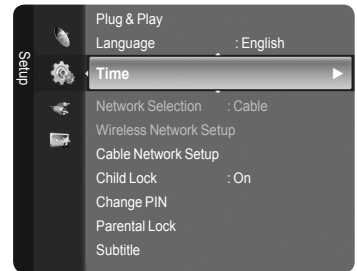 Setup
Plug & Play
Language : English
Time
Network Selection : Cable
Wireless Network Setup
Cable Network Setup
Child Lock : On
Change PIN
Parental Lock
Subtitle